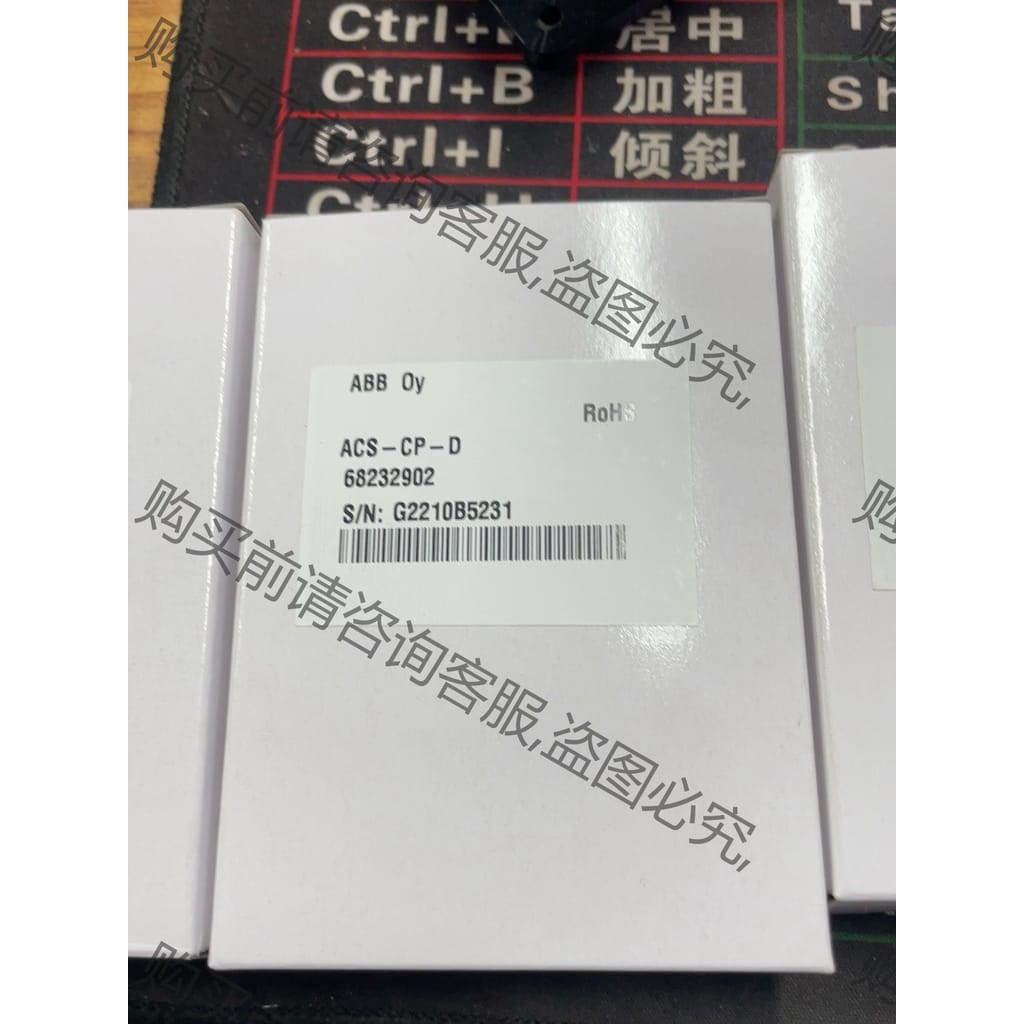 居中
Ctrl+B 加粗
Ctrl+I 倾斜
购买前请咨询客服,盗图必究,
ABB Oy
RoHS
ACS-CP-D
68232902
S/N: G2210B5231
购买前请咨询客服,盗图必究,